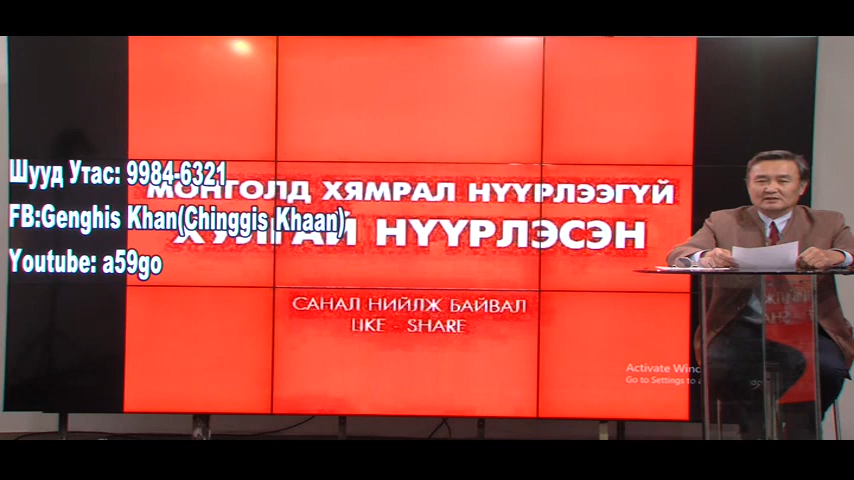 Шууд Утас: 9984-6321
FB:Genghis Khan(Chinggis Khaan)
Youtube: a59go
МОНГОЛД ХЯМРАЛ НҮҮРЛЭЭГҮЙ
ХУЛГАЙ НҮҮРЛЭСЭН
САНАЛ НИЙЛЖ БАЙВАЛ
LIKE - SHARE
Activate Winc
Go to Settings to a